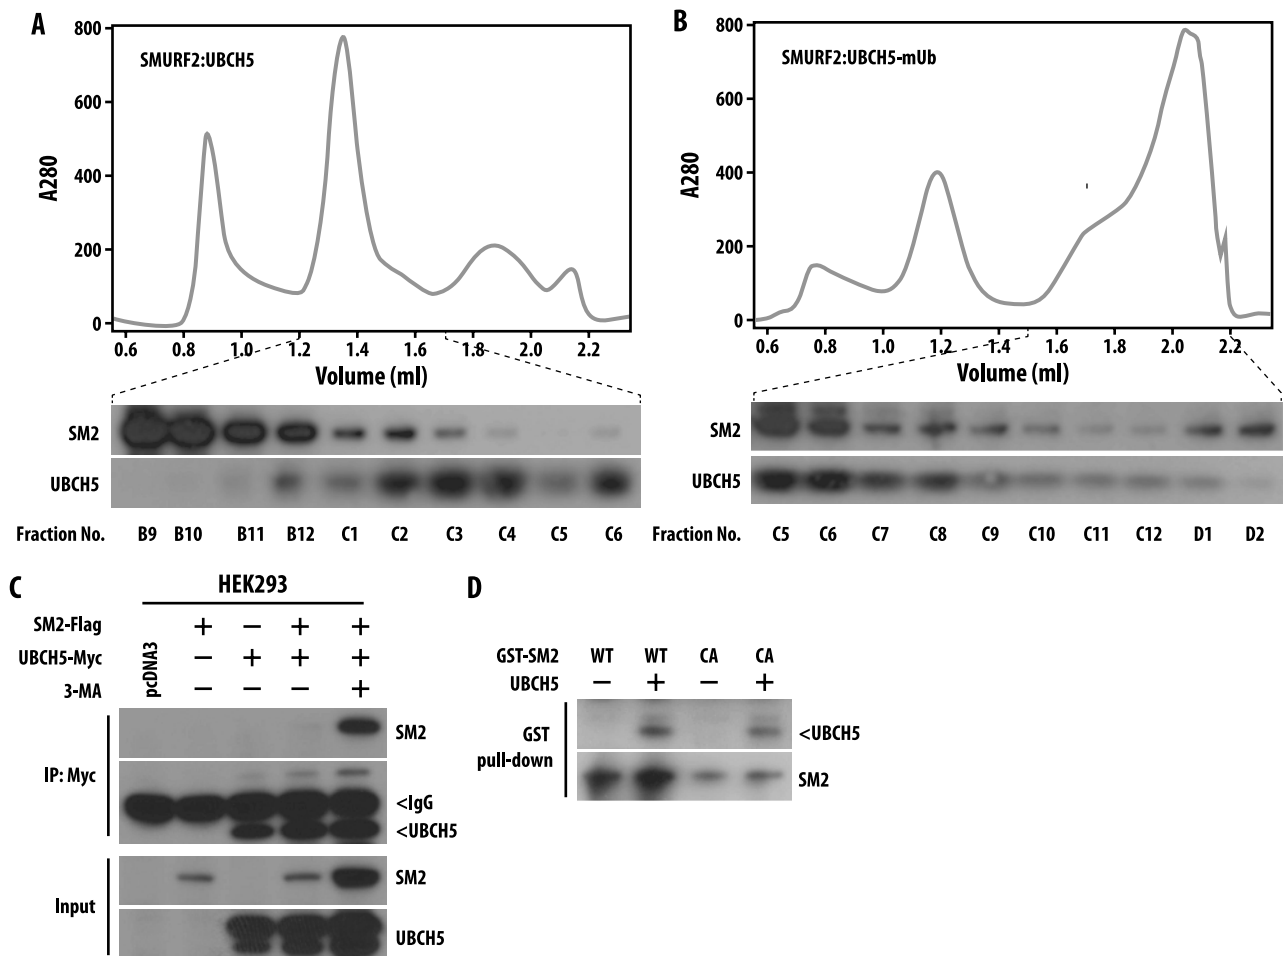 A
800
600
400
200
0
A280
SMURF2:UBCH5
0.6 0.8 1.0 1.2 1.4 1.6 1.8 2.0 2.2
Volume (ml)
SM2
UBCH5
Fraction No. B9 B10 B11 B12 C1 C2 C3 C4 C5 C6
B
800
600
400
200
0
A280
SMURF2:UBCH5-mUb
0.6 0.8 1.0 1.2 1.4 1.6 1.8 2.0 2.2
Volume (ml)
SM2
UBCH5
Fraction No. C5 C6 C7 C8 C9 C10 C11 C12 D1 D2
C
HEK293
SM2-Flag + − + +
UBCH5-Myc − + + +
3-MA − − − +
pcDNA3
IP: Myc
SM2
<IgG
<UBCH5
Input
SM2
UBCH5
D
GST-SM2 WT WT CA CA
UBCH5 − + − +
GST
pull-down
<UBCH5
SM2